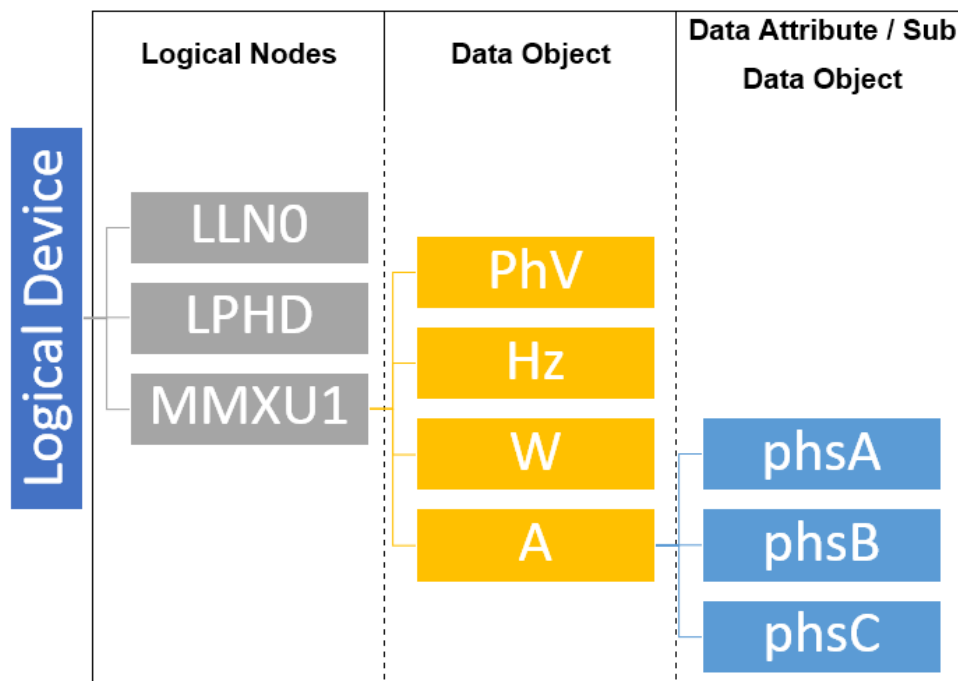 Logical Nodes
Data Object
Data Attribute / Sub
Data Object
Logical Device
LLN0
LPHD
MMXU1
PhV
Hz
W
A
phsA
phsB
phsC